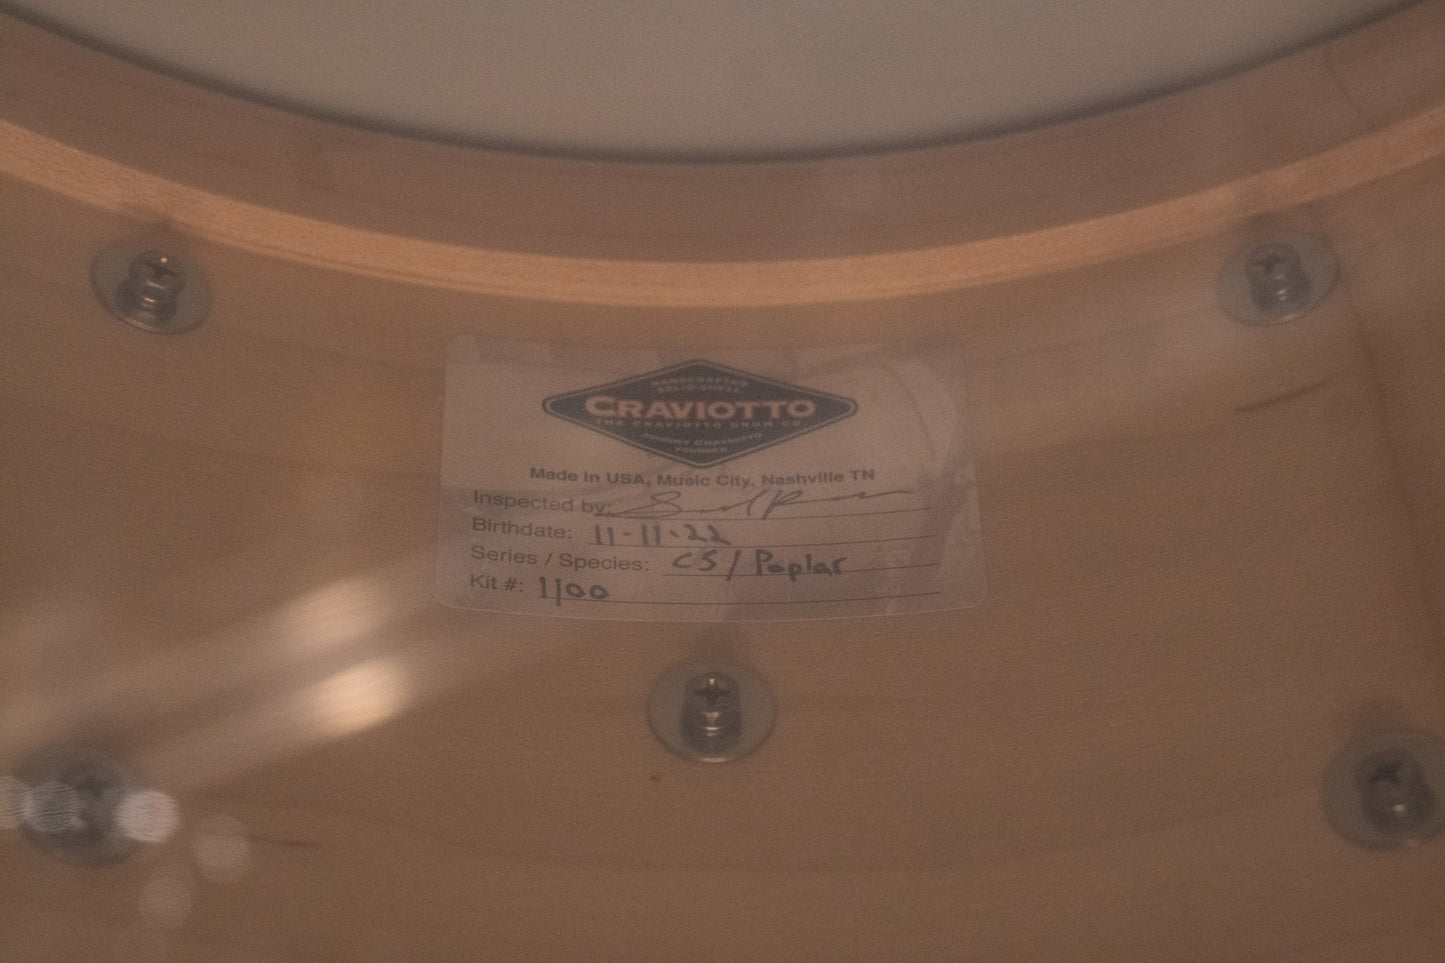 HANDCRAFTED
SOLID-SHELL
CRAVIOTTO
THE CRAVIOTTO DRUM CO.
JOHNNY CRAVIOTTO
FOUNDER
Made in USA, Music City, Nashville TN
Inspected by:
Birthdate: 11-11-22
Series / Species: CS / Poplar
Kit #: 1100